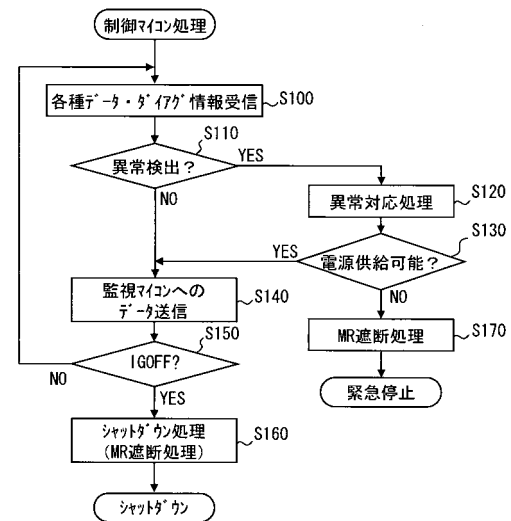 制御ﾏｲｺﾝ処理
各種ﾃﾞｰﾀ・ﾀﾞｲｱｸﾞ情報受信
S100
S110
異常検出？
YES
NO
異常対応処理
S120
S130
電源供給可能？
YES
NO
監視ﾏｲｺﾝへの
ﾃﾞｰﾀ送信
S140
S150
IGOFF?
NO
YES
MR遮断処理
S170
緊急停止
ｼｬｯﾄﾀﾞｳﾝ処理
(MR遮断処理)
S160
ｼｬｯﾄﾀﾞｳﾝ